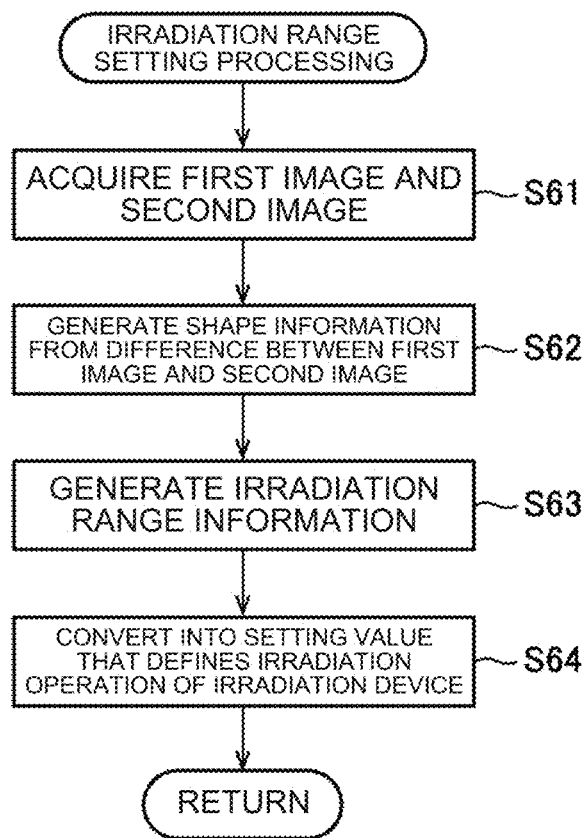 IRRADIATION RANGE
SETTING PROCESSING
ACQUIRE FIRST IMAGE AND
SECOND IMAGE
S61
GENERATE SHAPE INFORMATION
FROM DIFFERENCE BETWEEN FIRST
IMAGE AND SECOND IMAGE
S62
GENERATE IRRADIATION
RANGE INFORMATION
S63
CONVERT INTO SETTING VALUE
THAT DEFINES IRRADIATION
OPERATION OF IRRADIATION DEVICE
S64
RETURN